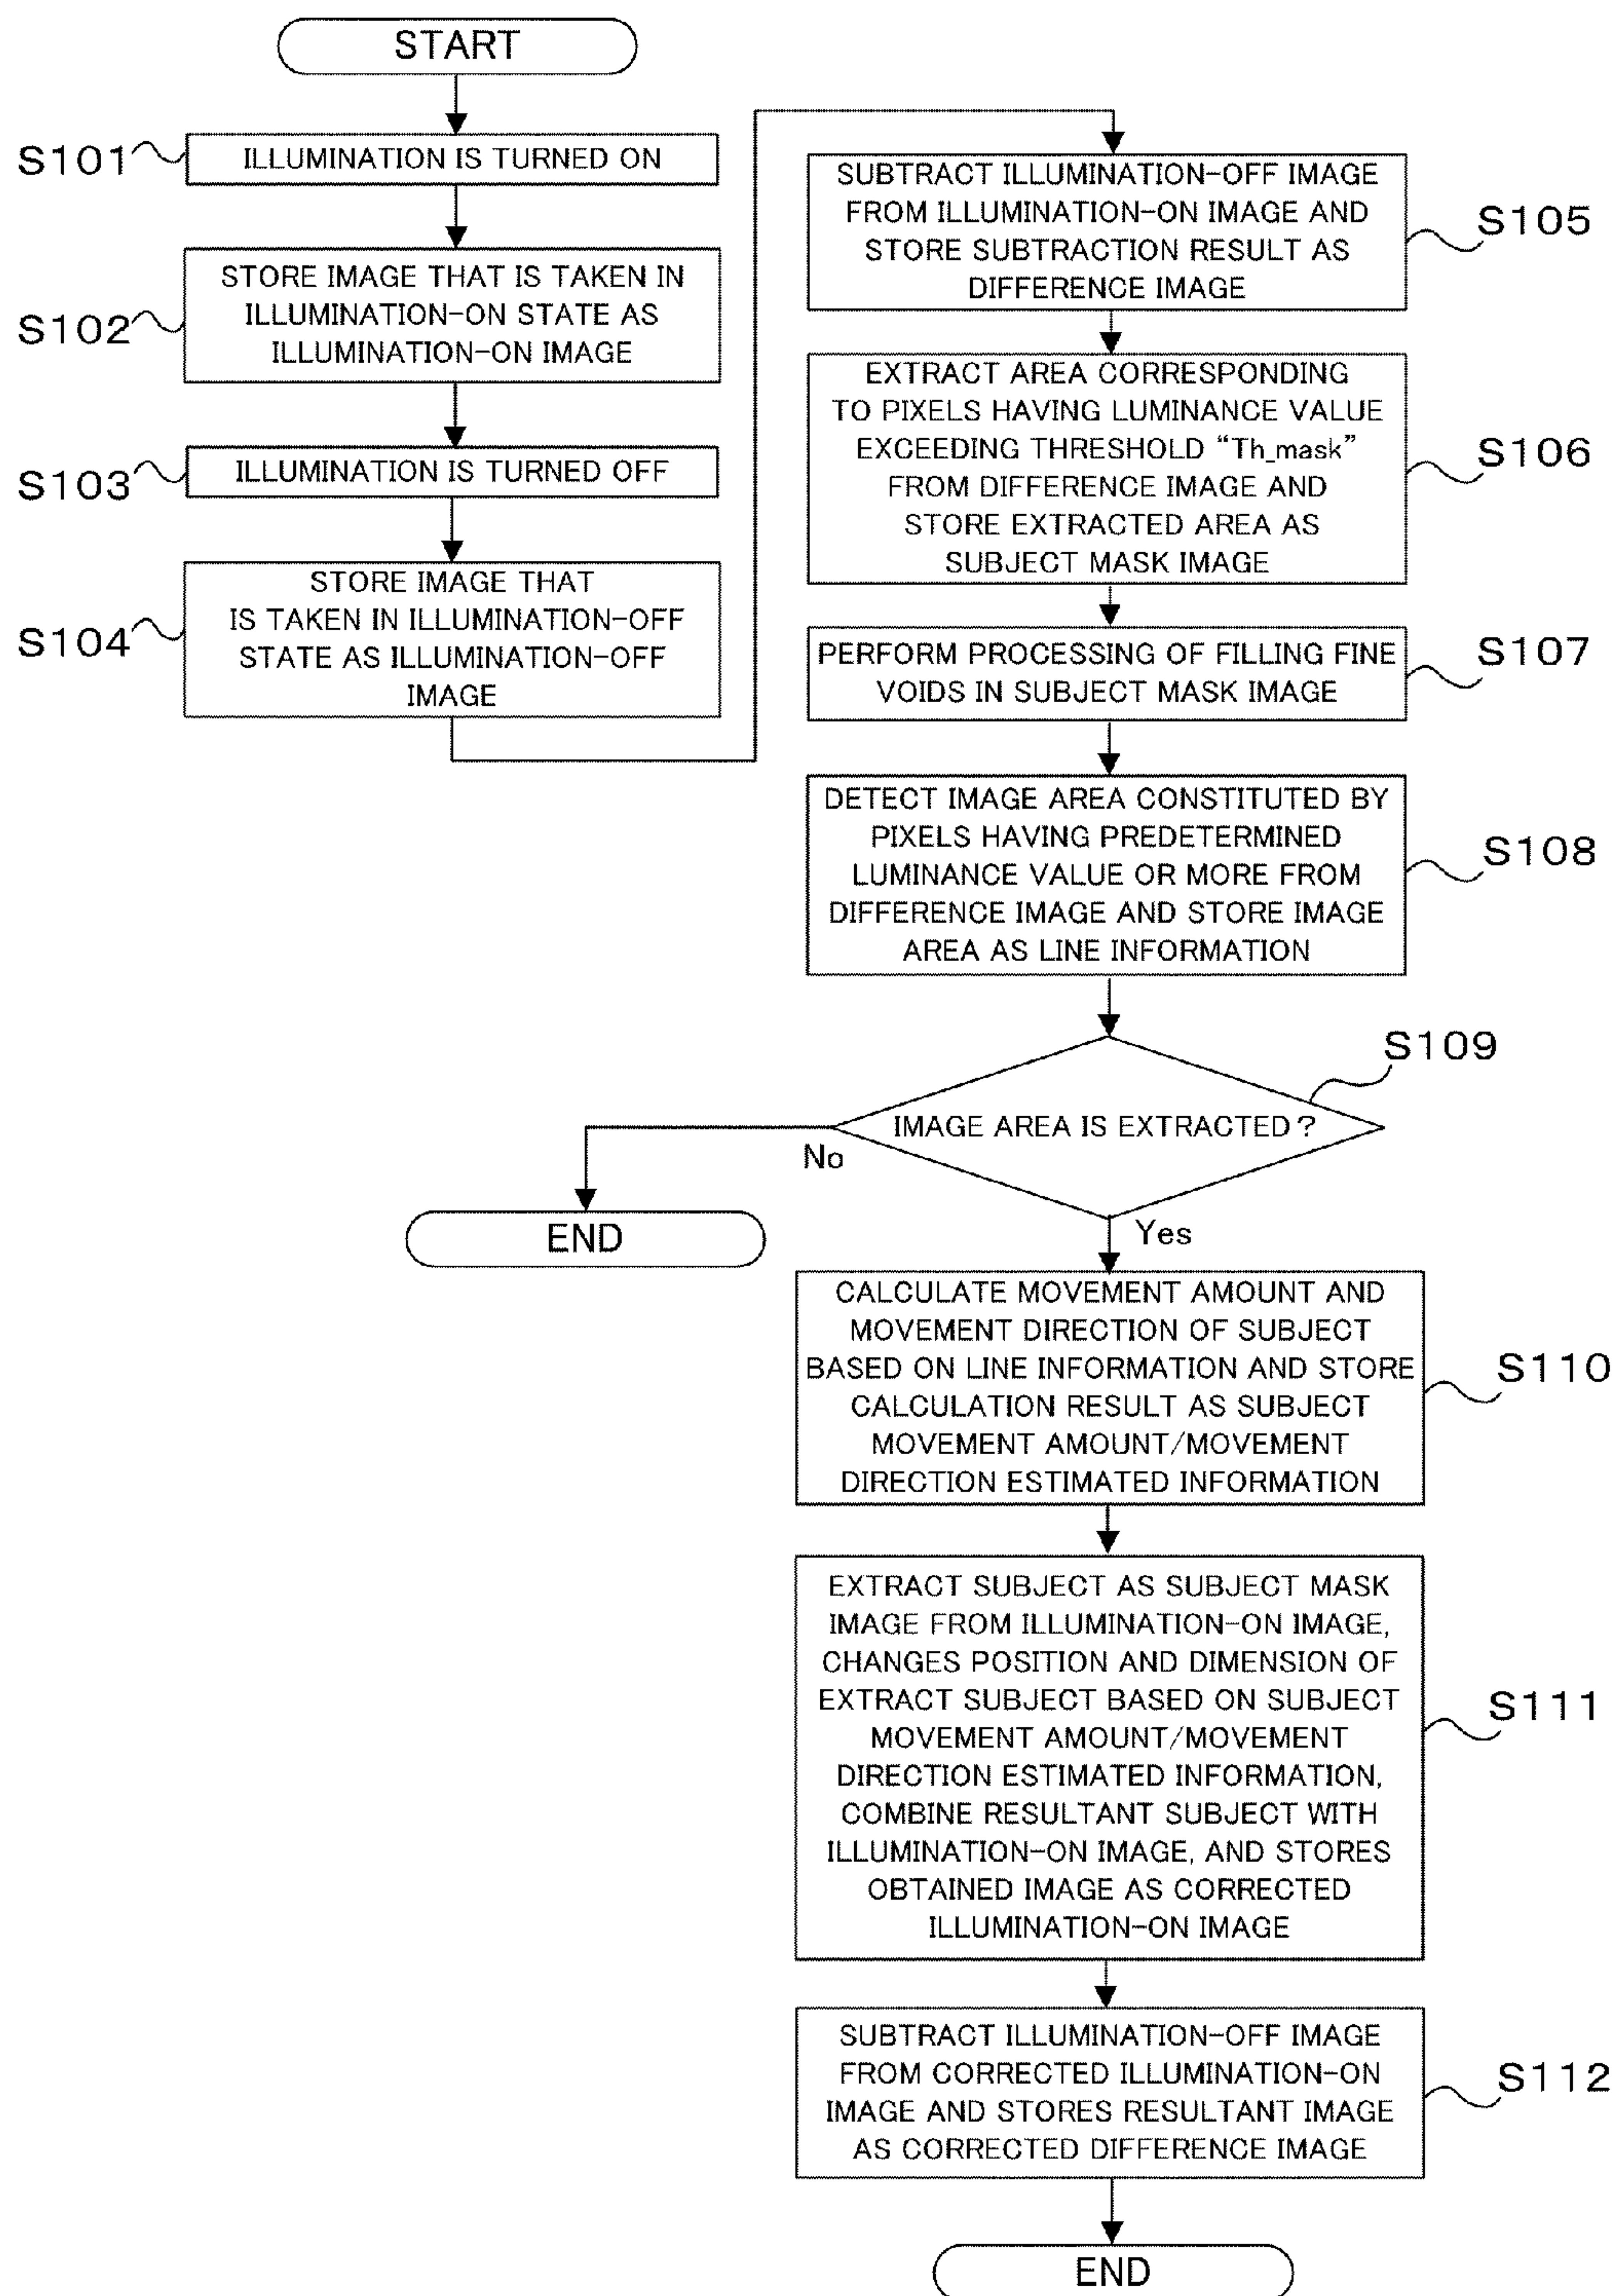 START
S101
ILLUMINATION IS TURNED ON
S102
STORE IMAGE THAT IS TAKEN IN
ILLUMINATION-ON STATE AS
ILLUMINATION-ON IMAGE
S103
ILLUMINATION IS TURNED OFF
S104
STORE IMAGE THAT
IS TAKEN IN ILLUMINATION-OFF
STATE AS ILLUMINATION-OFF
IMAGE
SUBTRACT ILLUMINATION-OFF IMAGE
FROM ILLUMINATION-ON IMAGE AND
STORE SUBTRACTION RESULT AS
DIFFERENCE IMAGE
S105
EXTRACT AREA CORRESPONDING
TO PIXELS HAVING LUMINANCE VALUE
EXCEEDING THRESHOLD “Th_mask”
FROM DIFFERENCE IMAGE AND
STORE EXTRACTED AREA AS
SUBJECT MASK IMAGE
S106
PERFORM PROCESSING OF FILLING FINE
VOIDS IN SUBJECT MASK IMAGE
S107
DETECT IMAGE AREA CONSTITUTED BY
PIXELS HAVING PREDETERMINED
LUMINANCE VALUE OR MORE FROM
DIFFERENCE IMAGE AND STORE IMAGE
AREA AS LINE INFORMATION
S108
S109
IMAGE AREA IS EXTRACTED?
No
END
Yes
CALCULATE MOVEMENT AMOUNT AND
MOVEMENT DIRECTION OF SUBJECT
BASED ON LINE INFORMATION AND STORE
CALCULATION RESULT AS SUBJECT
MOVEMENT AMOUNT/MOVEMENT
DIRECTION ESTIMATED INFORMATION
S110
EXTRACT SUBJECT AS SUBJECT MASK
IMAGE FROM ILLUMINATION-ON IMAGE,
CHANGES POSITION AND DIMENSION OF
EXTRACT SUBJECT BASED ON SUBJECT
MOVEMENT AMOUNT/MOVEMENT
DIRECTION ESTIMATED INFORMATION,
COMBINE RESULTANT SUBJECT WITH
ILLUMINATION-ON IMAGE, AND STORES
OBTAINED IMAGE AS CORRECTED
ILLUMINATION-ON IMAGE
S111
SUBTRACT ILLUMINATION-OFF IMAGE
FROM CORRECTED ILLUMINATION-ON
IMAGE AND STORES RESULTANT IMAGE
AS CORRECTED DIFFERENCE IMAGE
S112
END